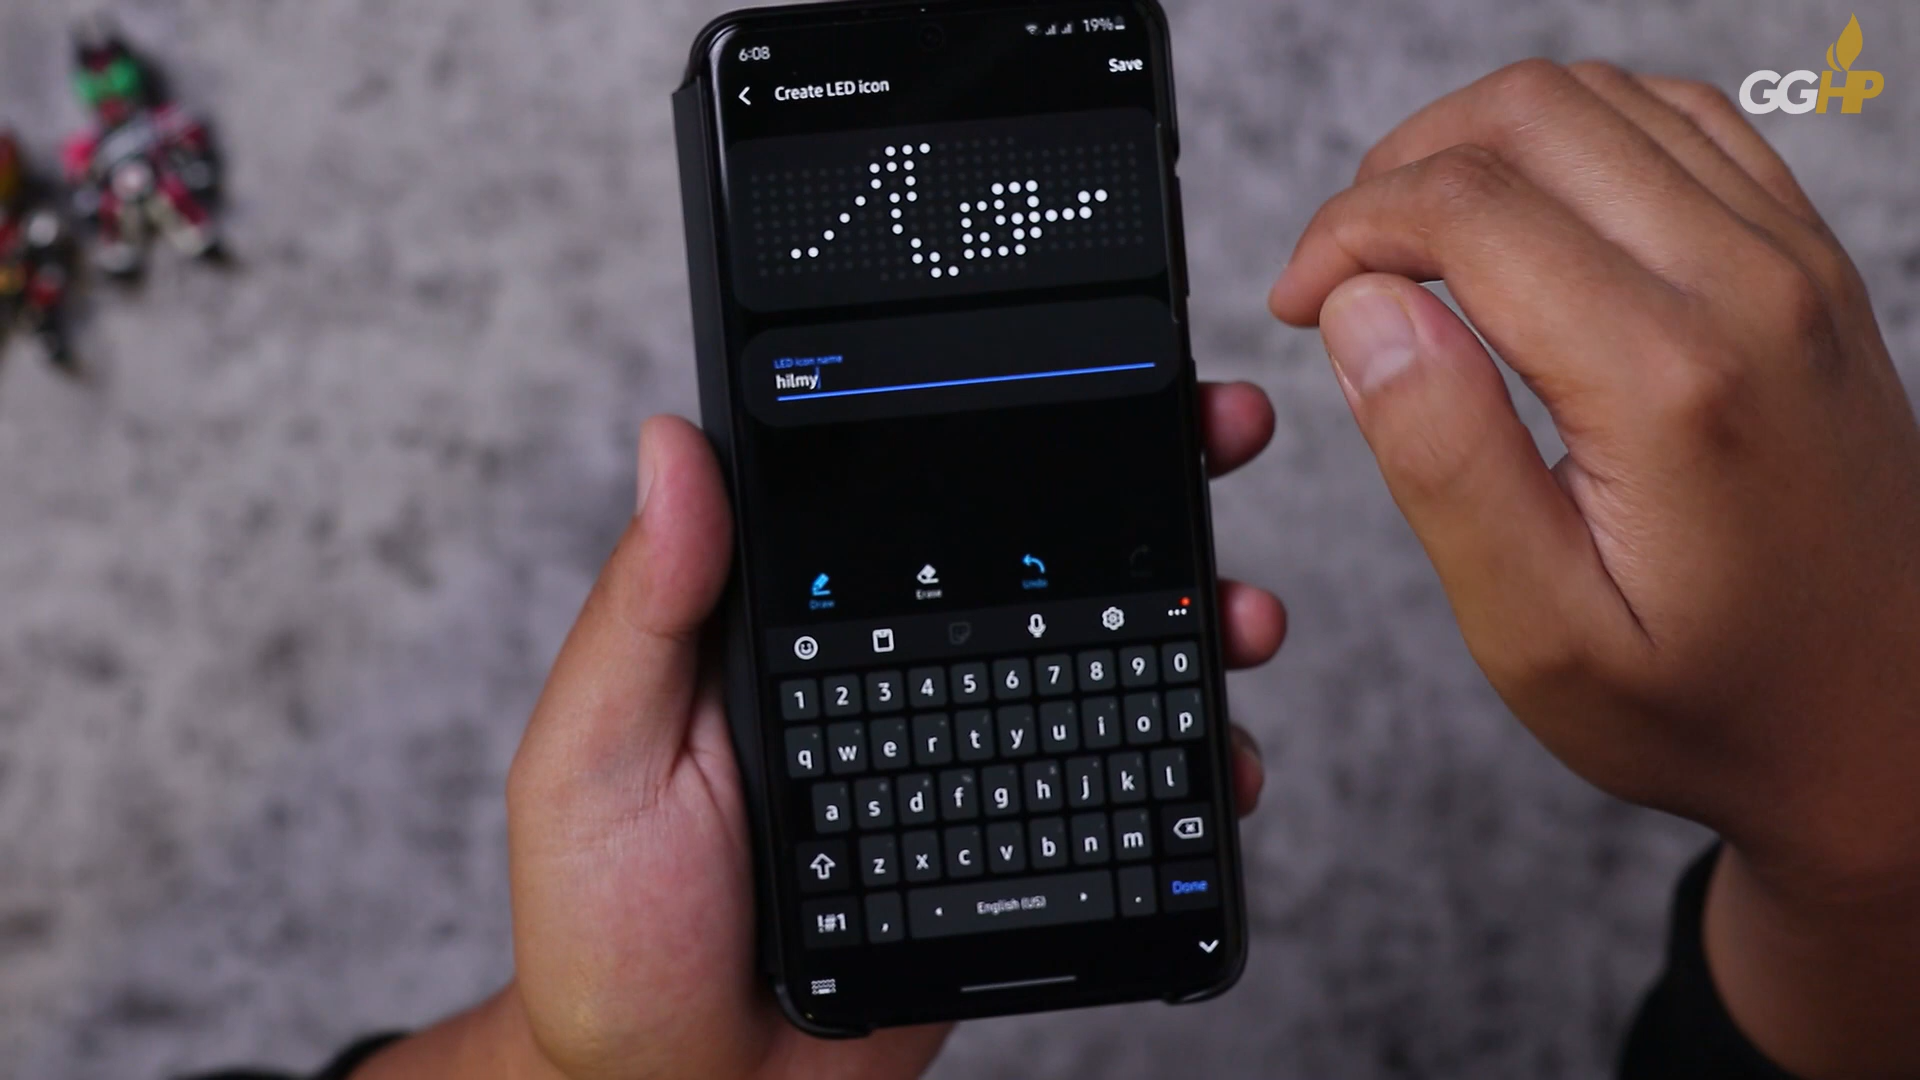 GGHP
6:08
19%
Create LED icon
Save
LED icon name
hilmy
Draw
Erase
Undo
1 2 3 4 5 6 7 8 9 0
q w e r t y u i o p
a s d f g h j k l
z x c v b n m
!#1 , English (US) . Done